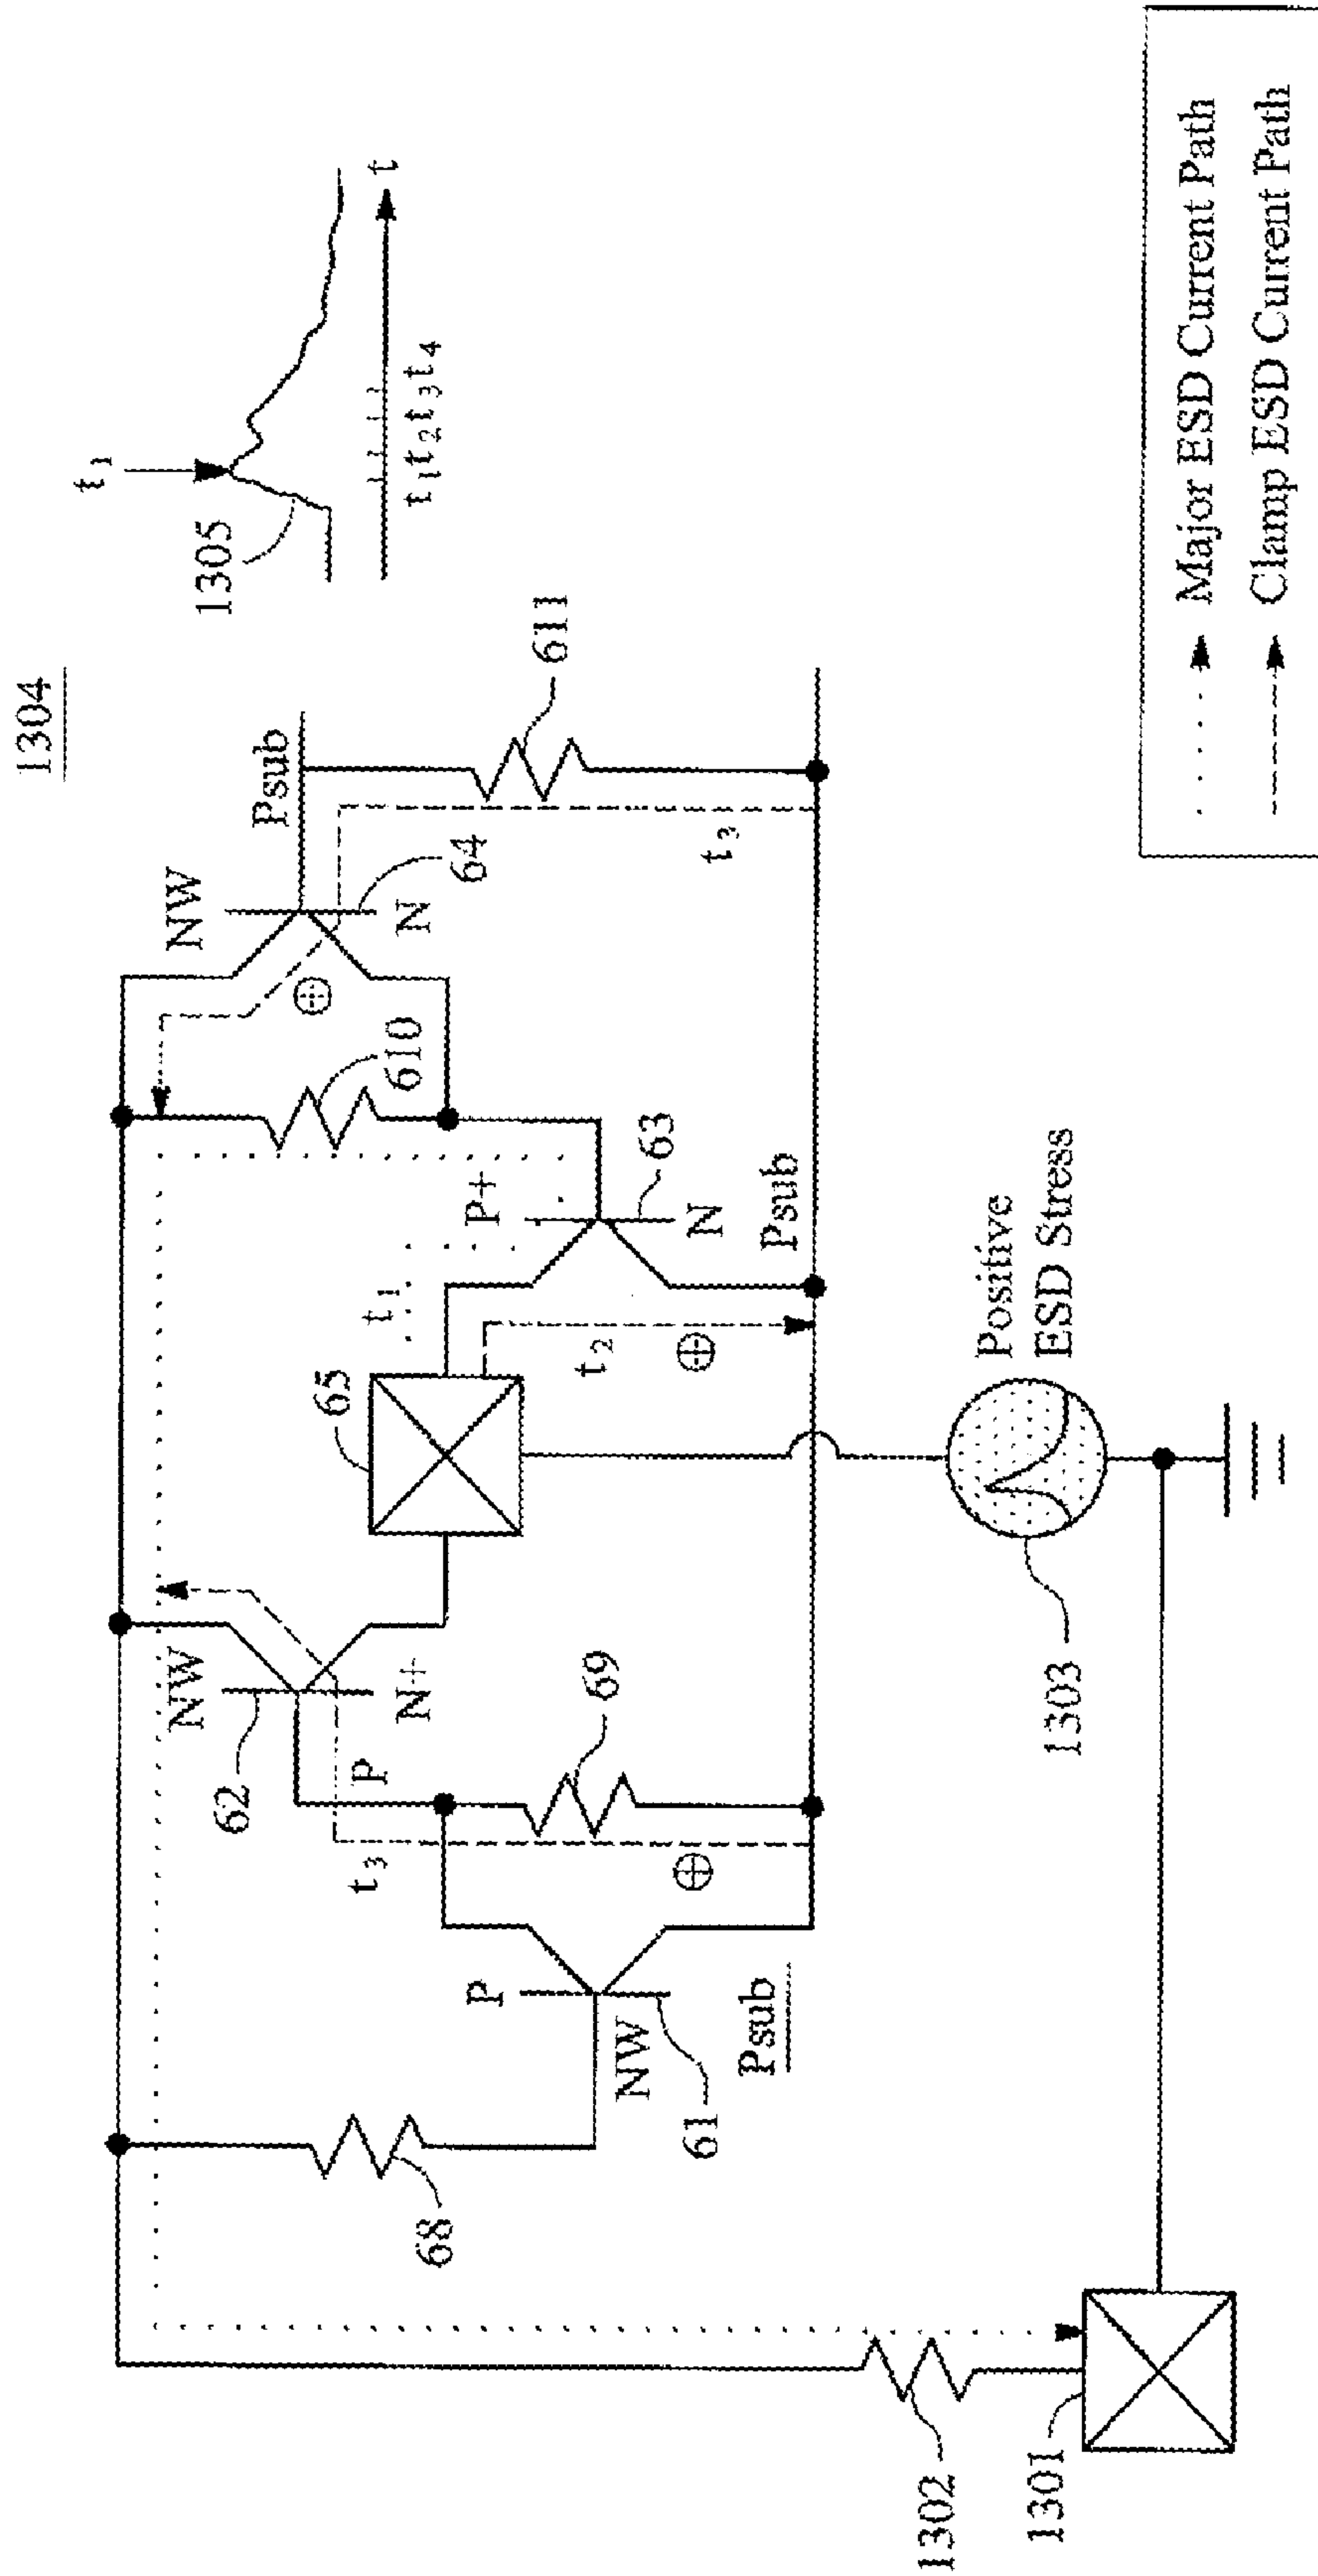 1304
t₁
1305
t
t₁ t₂ t₃ t₄
NW
Psub
64
N
611
t₃
610
P+
63
N
Psub
t₁
65
t₂
NW
62
N+
P
t₃
69
P
NW
61
Psub
68
Positive
ESD Stress
1303
1302
1301
Major ESD Current Path
Clamp ESD Current Path